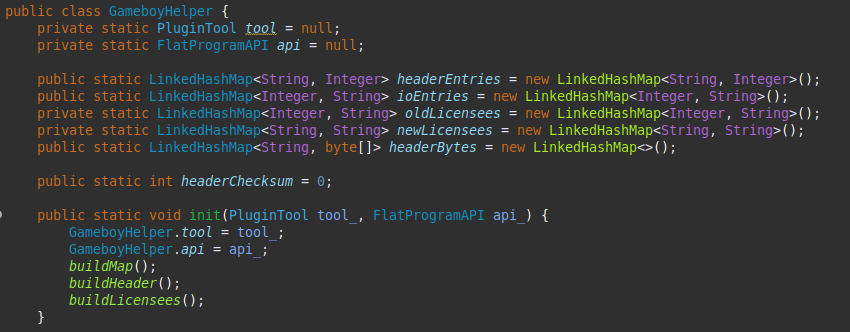 public class GameboyHelper {
    private static PluginTool tool = null;
    private static FlatProgramAPI api = null;

    public static LinkedHashMap<String, Integer> headerEntries = new LinkedHashMap<String, Integer>();
    public static LinkedHashMap<Integer, String> ioEntries = new LinkedHashMap<Integer, String>();
    private static LinkedHashMap<Integer, String> oldLicensees = new LinkedHashMap<Integer, String>();
    private static LinkedHashMap<String, String> newLicensees = new LinkedHashMap<String, String>();
    public static LinkedHashMap<String, byte[]> headerBytes = new LinkedHashMap<>();

    public static int headerChecksum = 0;

    public static void init(PluginTool tool_, FlatProgramAPI api_) {
        GameboyHelper.tool = tool_;
        GameboyHelper.api = api_;
        buildMap();
        buildHeader();
        buildLicensees();
    }